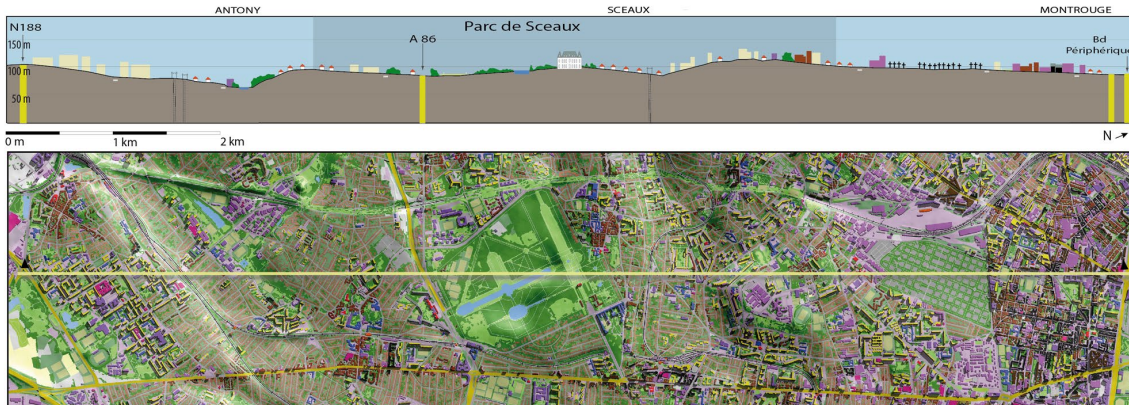 ANTONY SCEAUX MONTROUGE
N188 Parc de Sceaux
150 m A 86 Bd
Périphérique
100 m
50 m
0 m 1 km 2 km N